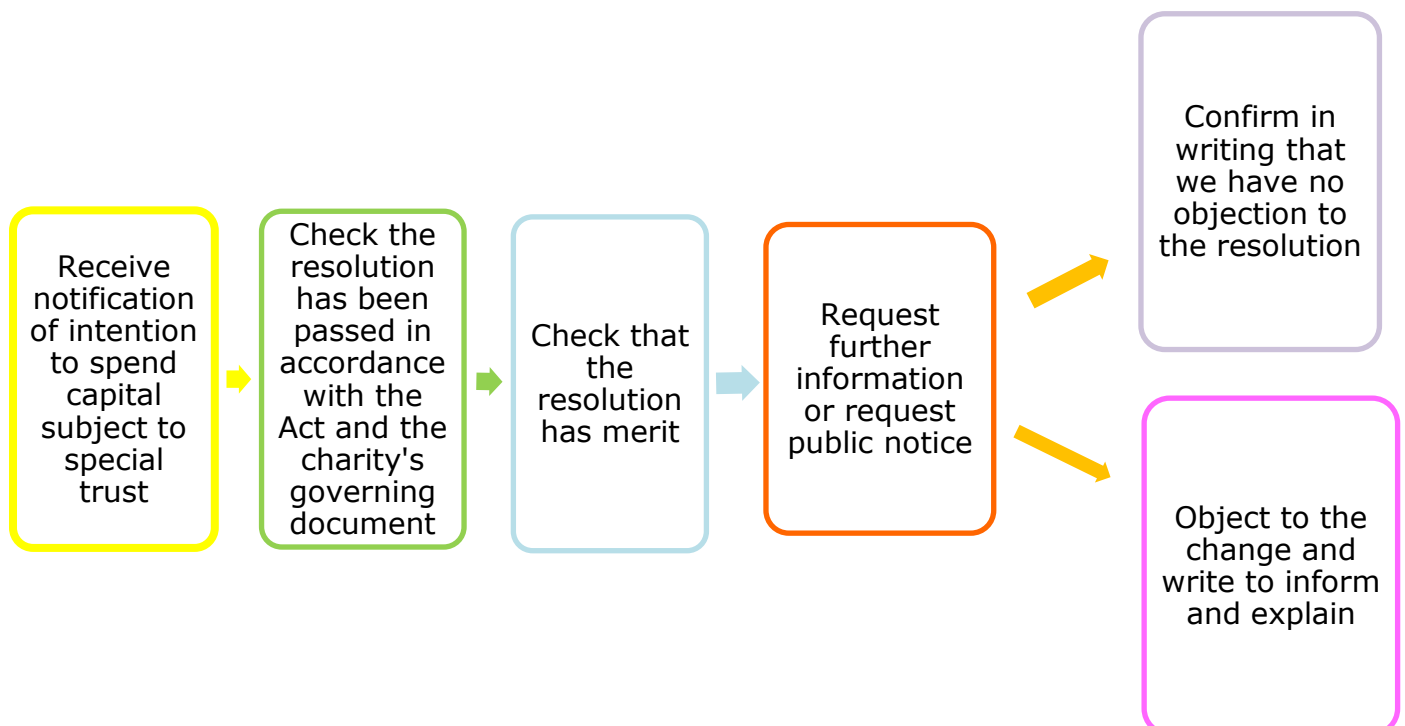 Receive
notification
of intention
to spend
capital
subject to
special
trust
Check the
resolution
has been
passed in
accordance
with the
Act and the
charity's
governing
document
Check that
the
resolution
has merit
Request
further
information
or request
public notice
Confirm in
writing that
we have no
objection to
the resolution
Object to the
change and
write to inform
and explain